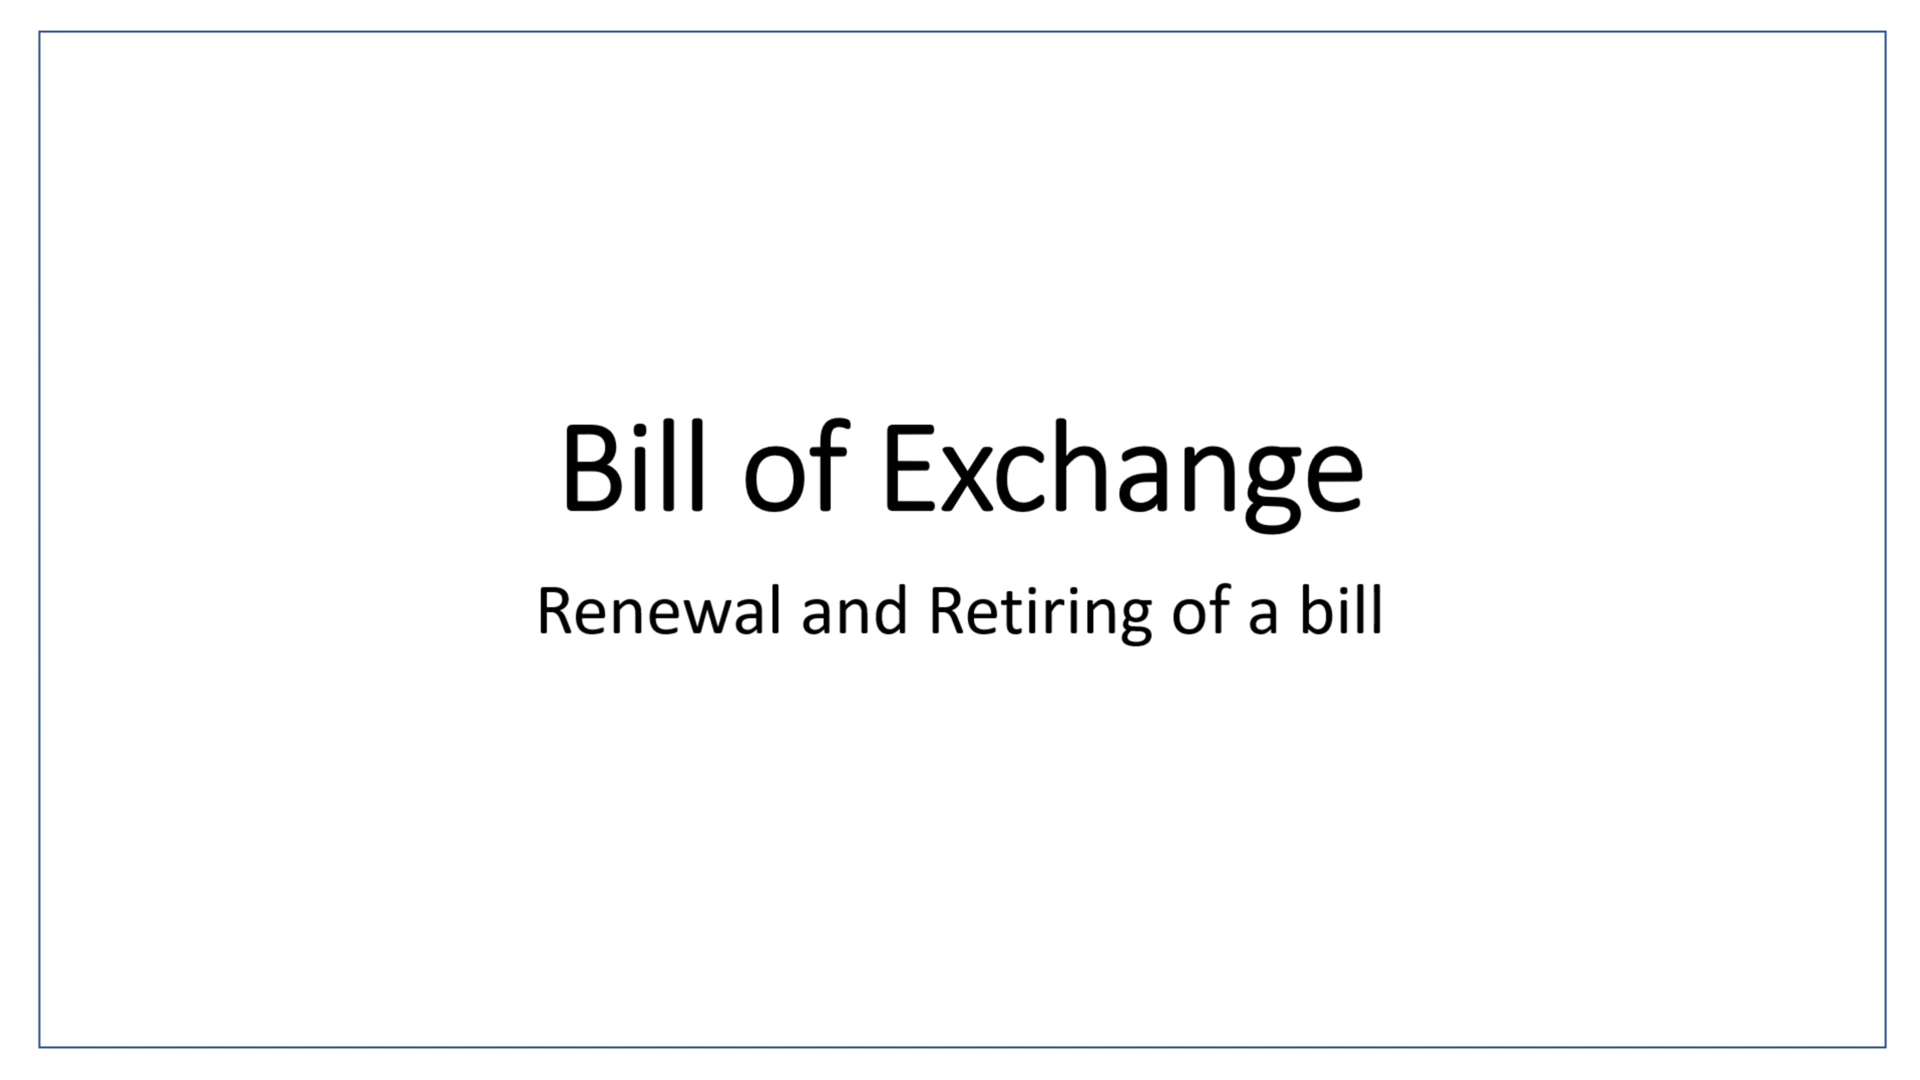 Bill of Exchange
Renewal and Retiring of a bill